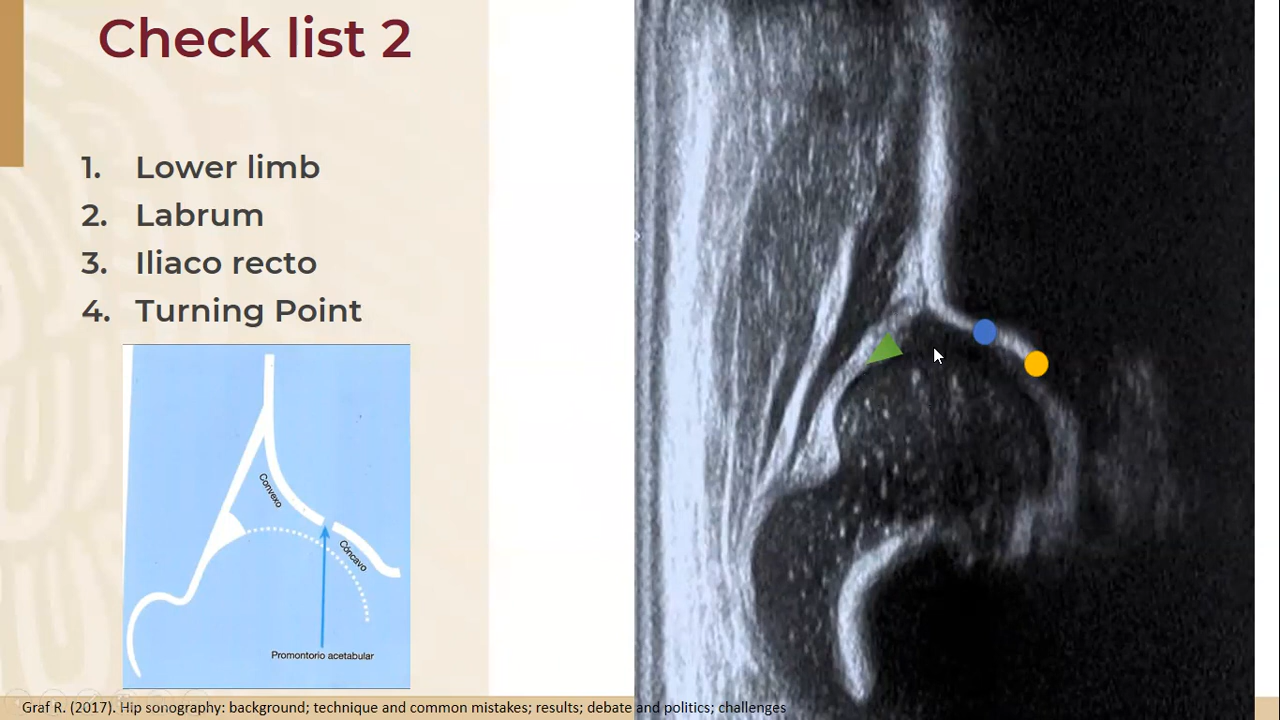 Check list 2
1. Lower limb
2. Labrum
3. Iliaco recto
4. Turning Point
Convexo
Cóncavo
Promontorio acetabular
Graf R. (2017). Hip sonography: background; technique and common mistakes; results; debate and politics; challenges